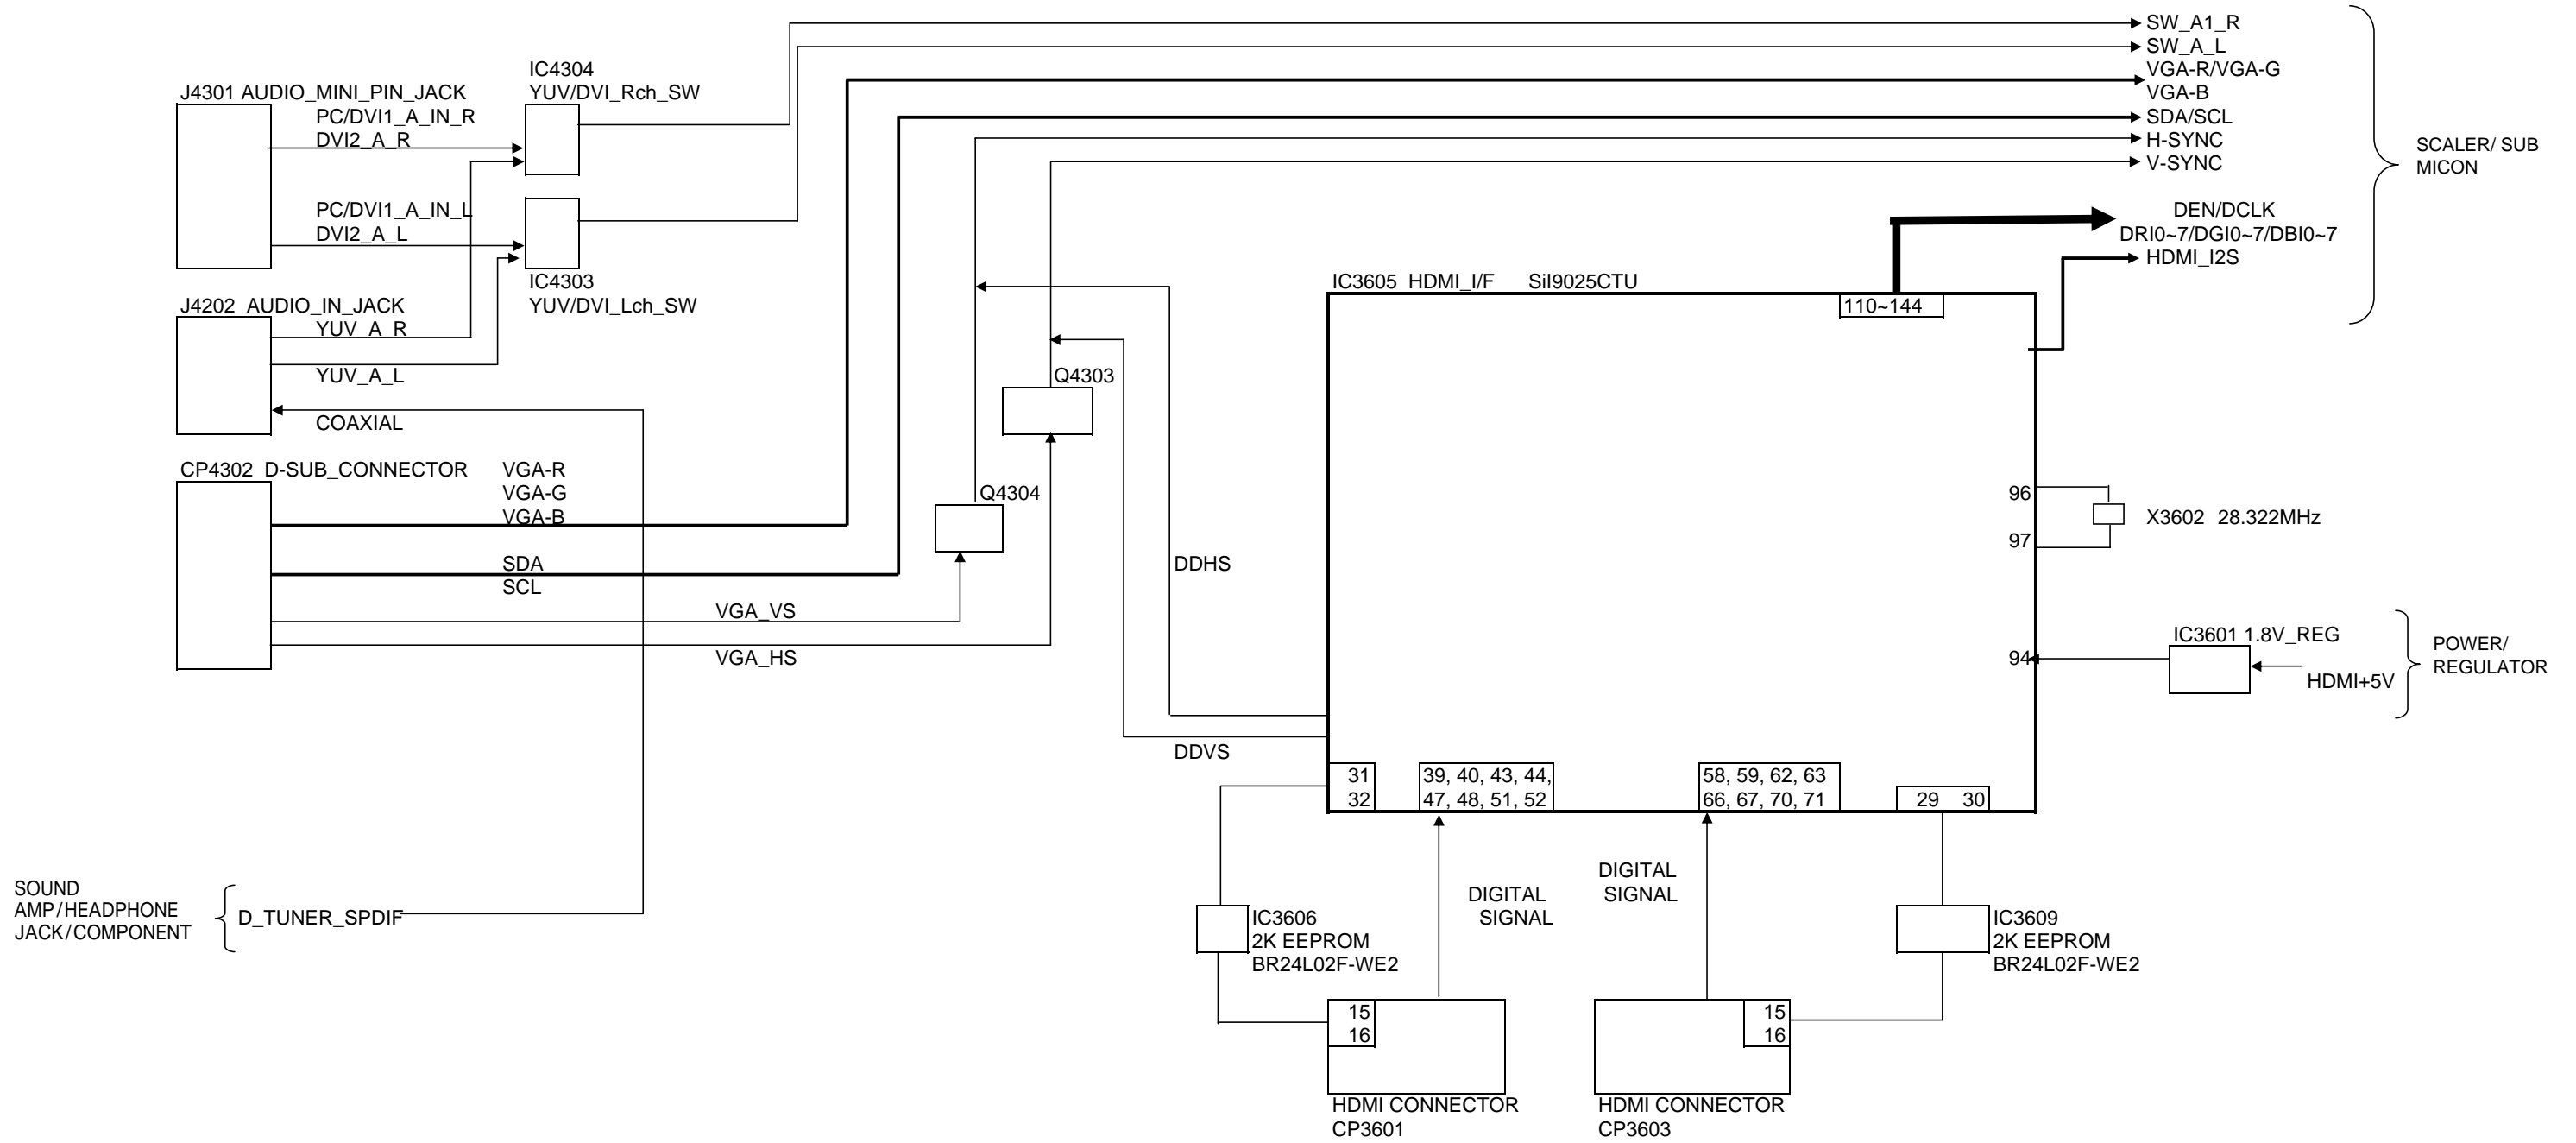 SW_A1_R
SW_A_L
VGA-R/VGA-G
VGA-B
SDA/SCL
H-SYNC
V-SYNC
SCALER/ SUB
MICON
DEN/DCLK
DRI0~7/DGI0~7/DBI0~7
HDMI_I2S
IC4304
YUV/DVI_Rch_SW
J4301 AUDIO_MINI_PIN_JACK
PC/DVI1_A_IN_R
DVI2_A_R
PC/DVI1_A_IN_L
DVI2_A_L
IC4303
YUV/DVI_Lch_SW
J4202 AUDIO_IN_JACK
YUV_A_R
YUV_A_L
COAXIAL
IC3605 HDMI_I/F SiI9025CTU
110~144
Q4303
CP4302 D-SUB_CONNECTOR
VGA-R
VGA-G
VGA-B
Q4304
96
97
X3602 28.322MHz
SDA
SCL
DDHS
VGA_VS
VGA_HS
94
IC3601 1.8V_REG
HDMI+5V
POWER/
REGULATOR
DDVS
31
32
39, 40, 43, 44,
47, 48, 51, 52
58, 59, 62, 63
66, 67, 70, 71
29 30
SOUND
AMP/HEADPHONE
JACK/COMPONENT
D_TUNER_SPDIF
DIGITAL
SIGNAL
DIGITAL
SIGNAL
IC3606
2K EEPROM
BR24L02F-WE2
IC3609
2K EEPROM
BR24L02F-WE2
15
16
15
16
HDMI CONNECTOR
CP3601
HDMI CONNECTOR
CP3603